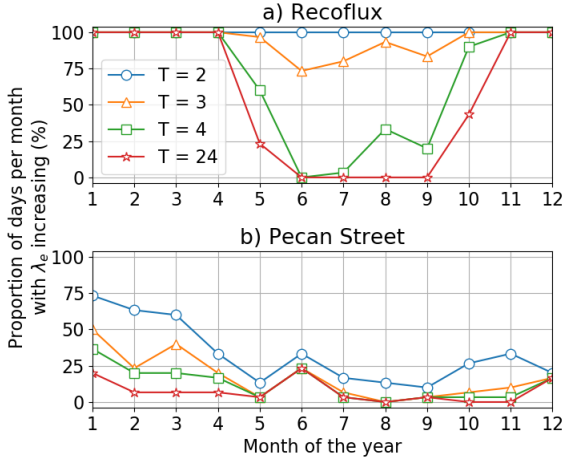 a) Recoflux
100
75
50
25
0
T = 2
T = 3
T = 4
T = 24
1 2 3 4 5 6 7 8 9 10 11 12
Proportion of days per month
with λe increasing (%)
b) Pecan Street
100
75
50
25
0
1 2 3 4 5 6 7 8 9 10 11 12
Month of the year